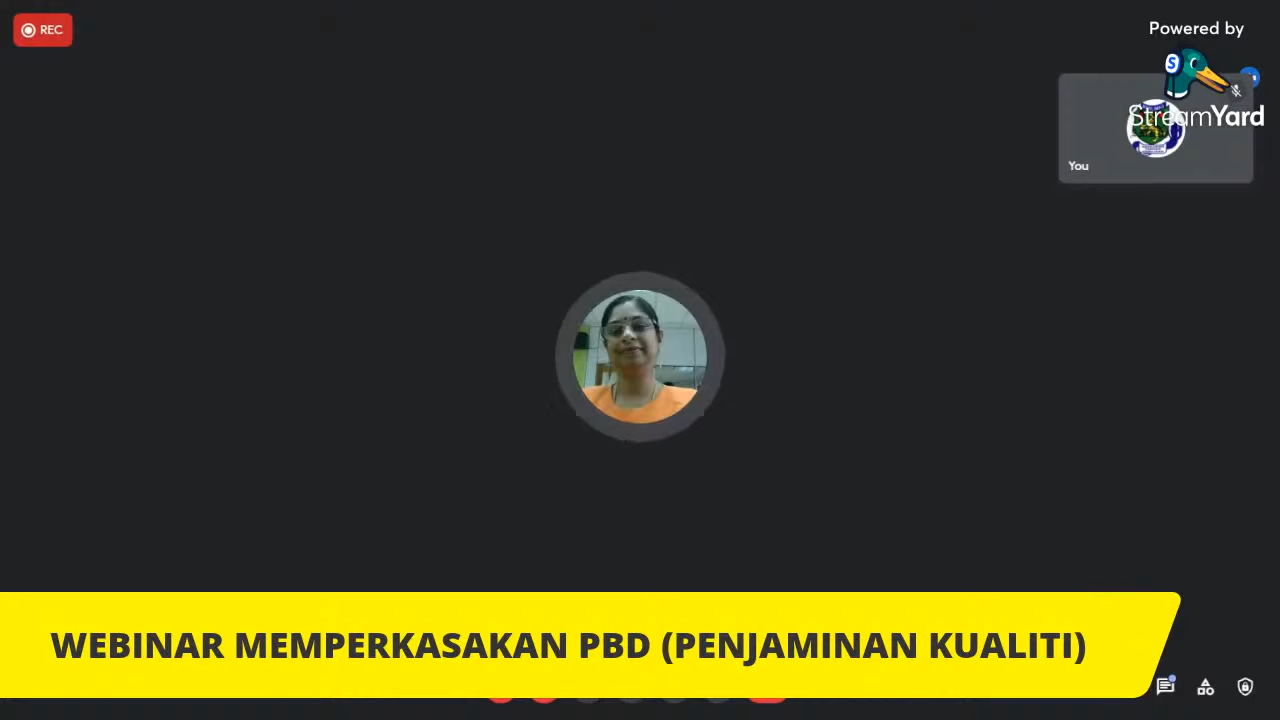 REC
Powered by
S
StreamYard
You
WEBINAR MEMPERKASAKAN PBD (PENJAMINAN KUALITI)